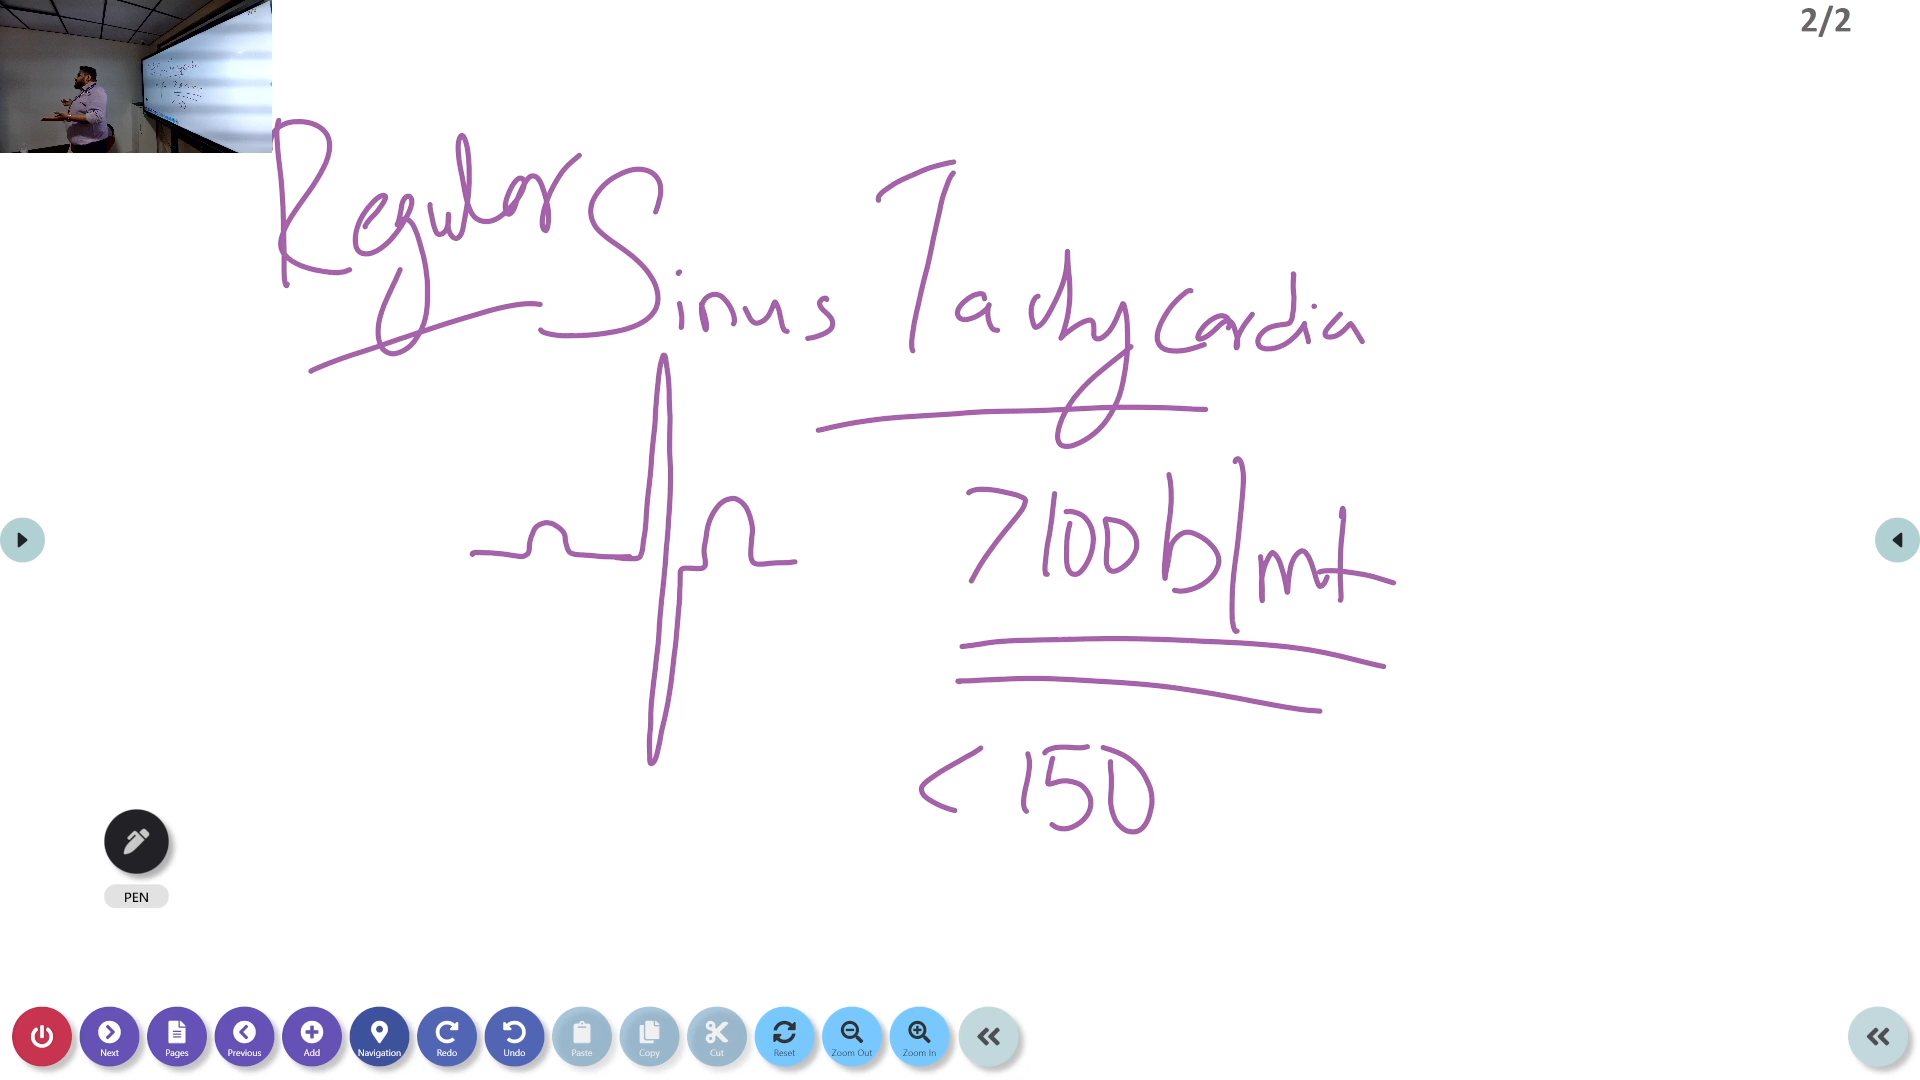 2/2
Regular Sinus Tachycardia
>100b/mt
<150
PEN
Next
Pages
Previous
Add
Navigation
Redo
Undo
Paste
Copy
Cut
Reset
Zoom Out
Zoom In